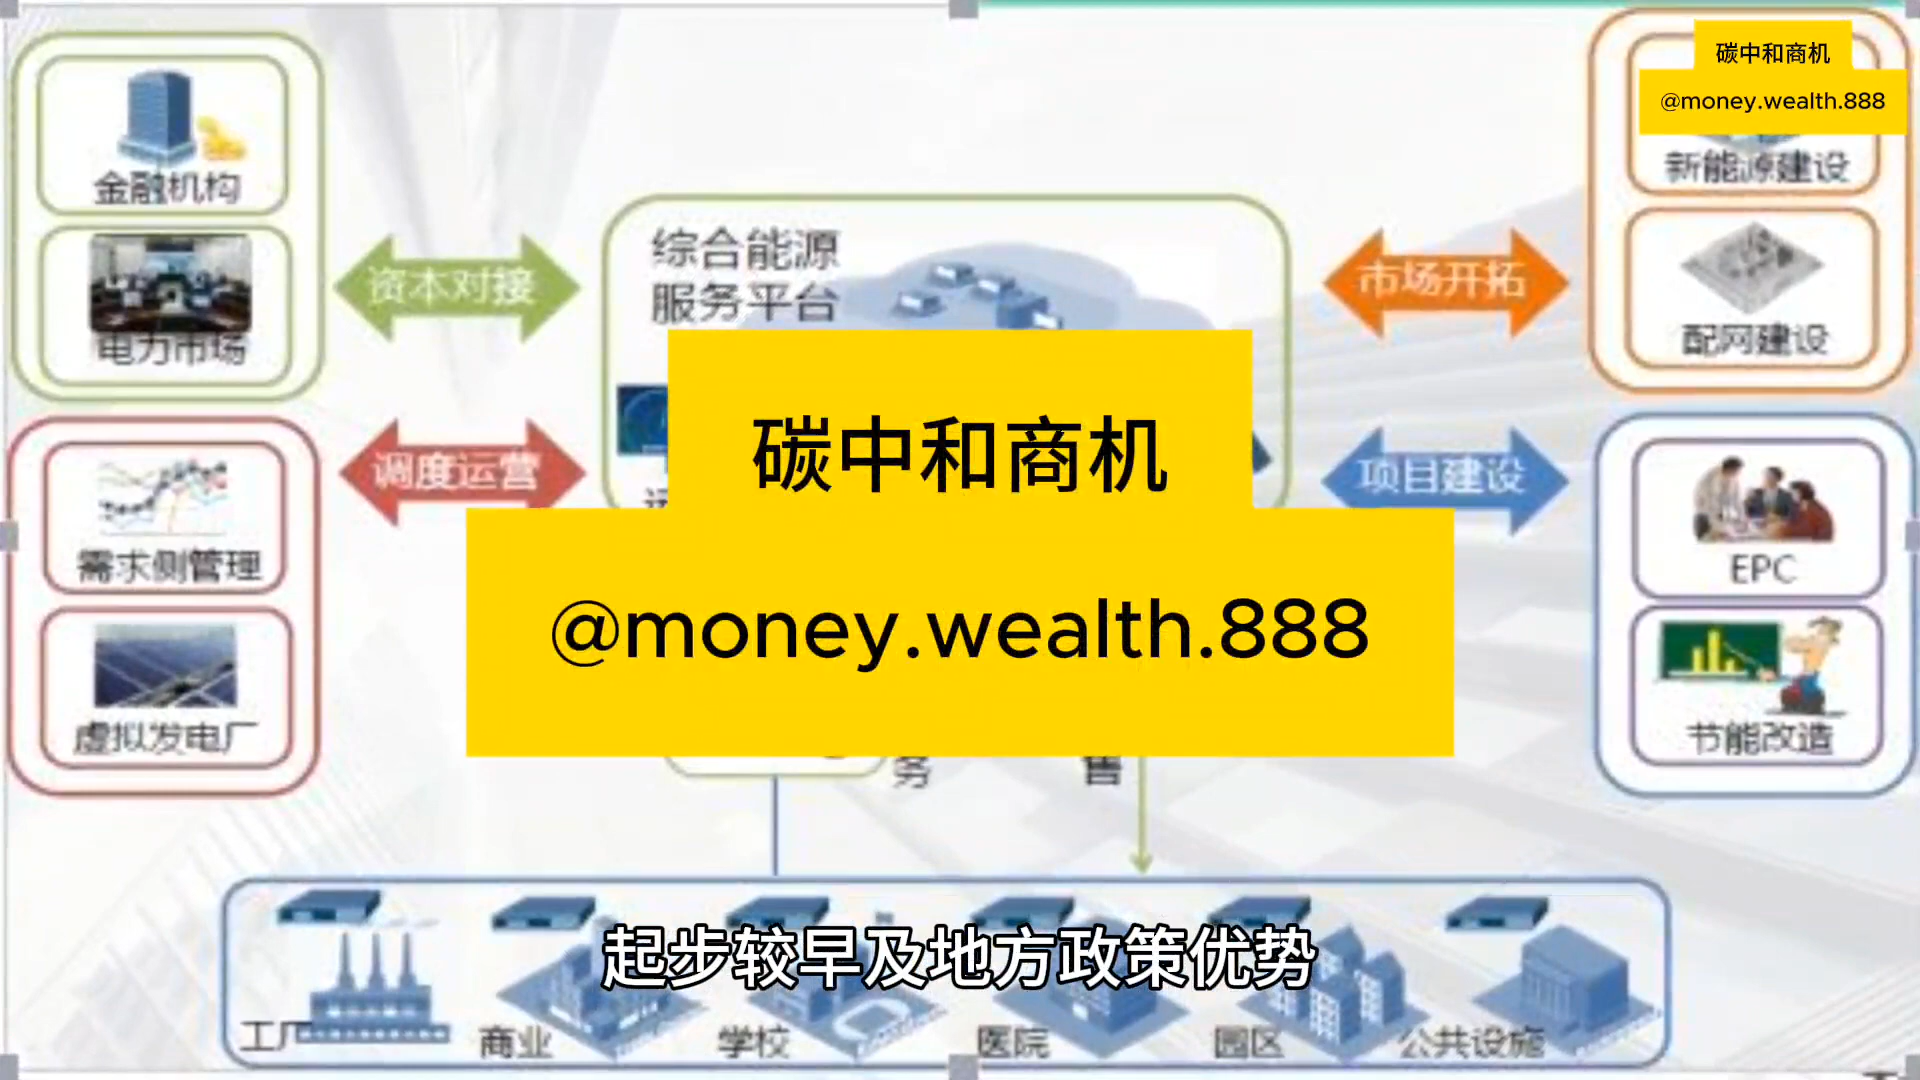 碳中和商机
@money.wealth.888
金融机构
新能源建设
综合能源
服务平台
资本对接
市场开拓
电力市场
配网建设
碳中和商机
调度运营
项目建设
需求侧管理
EPC
@money.wealth.888
虚拟发电厂
节能改造
务
售
起步较早及地方政策优势
工厂
商业
学校
医院
园区
公共设施